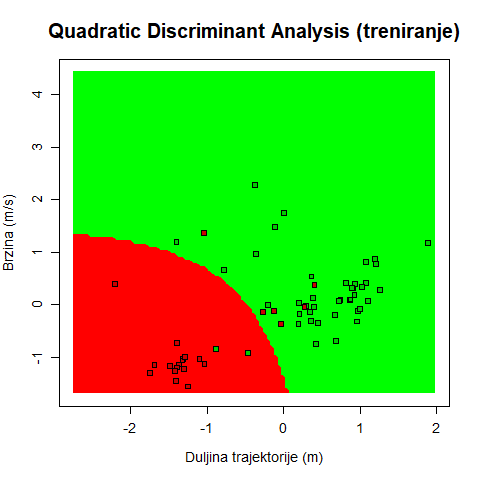 Quadratic Discriminant Analysis (treniranje)
4
3
2
1
0
-1
Brzina (m/s)
-2 -1 0 1 2
Duljina trajektorije (m)